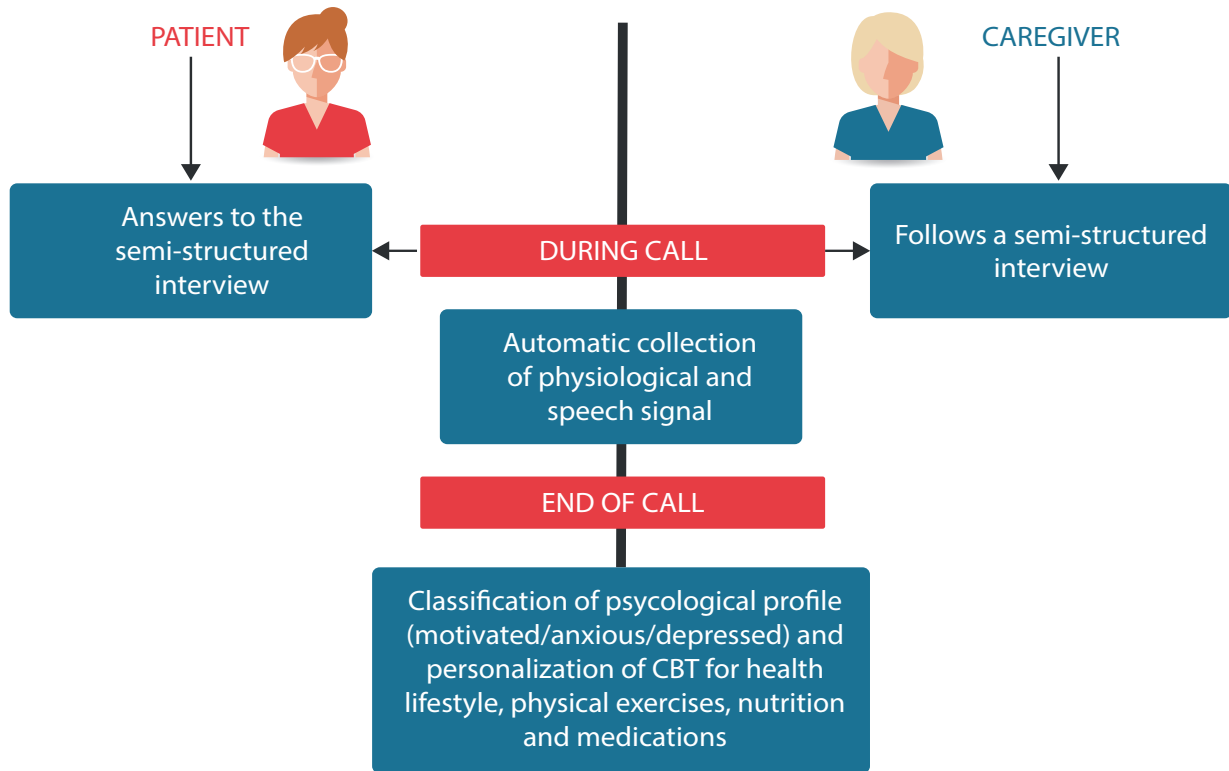 PATIENT
CAREGIVER
Answers to the
semi-structured
interview
DURING CALL
Follows a semi-structured
interview
Automatic collection
of physiological and
speech signal
END OF CALL
Classification of psycological profile
(motivated/anxious/depressed) and
personalization of CBT for health
lifestyle, physical exercises, nutrition
and medications